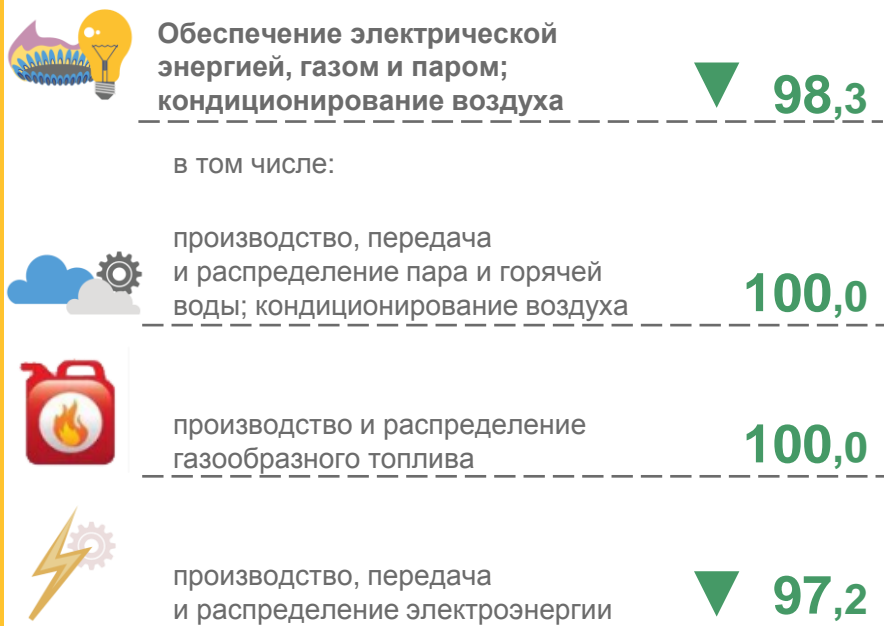 Обеспечение электрической
энергией, газом и паром;
кондиционирование воздуха
98,3
в том числе:
производство, передача
и распределение пара и горячей
воды; кондиционирование воздуха
100,0
производство и распределение
газообразного топлива
100,0
производство, передача
и распределение электроэнергии
97,2